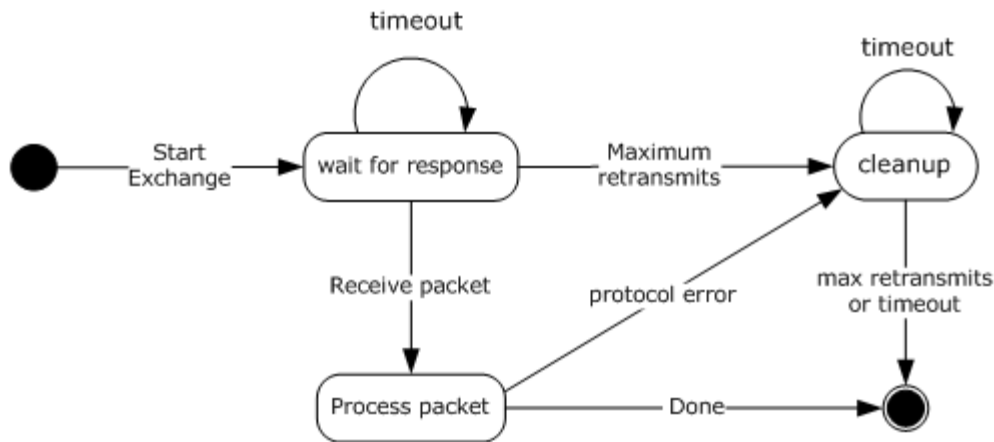 timeout
timeout
Start
Exchange
wait for response
Maximum
retransmits
cleanup
Receive packet
protocol error
max retransmits
or timeout
Process packet
Done